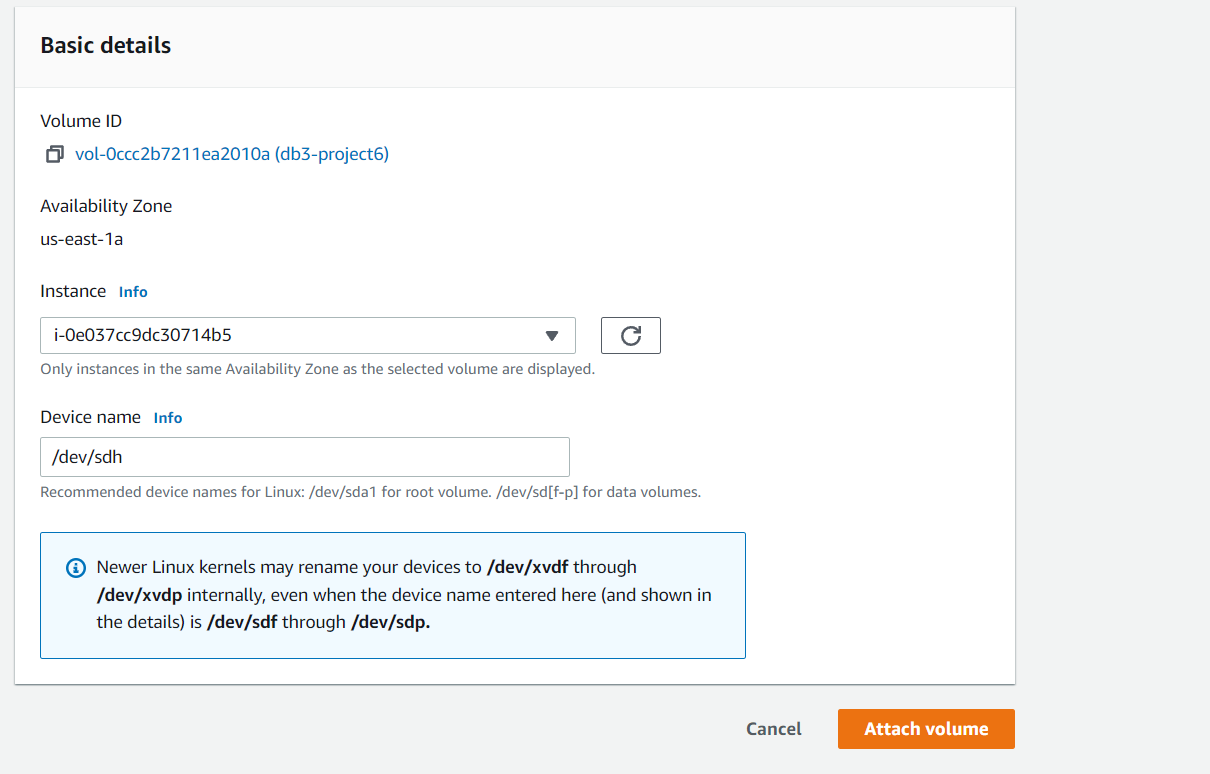 Basic details
Volume ID
vol-0ccc2b7211ea2010a (db3-project6)
Availability Zone
us-east-1a
Instance Info
i-0e037cc9dc30714b5
Only instances in the same Availability Zone as the selected volume are displayed.
Device name Info
/dev/sdh
Recommended device names for Linux: /dev/sda1 for root volume. /dev/sd[f-p] for data volumes.
Newer Linux kernels may rename your devices to /dev/xvdf through
/dev/xvdp internally, even when the device name entered here (and shown in
the details) is /dev/sdf through /dev/sdp.
Cancel Attach volume